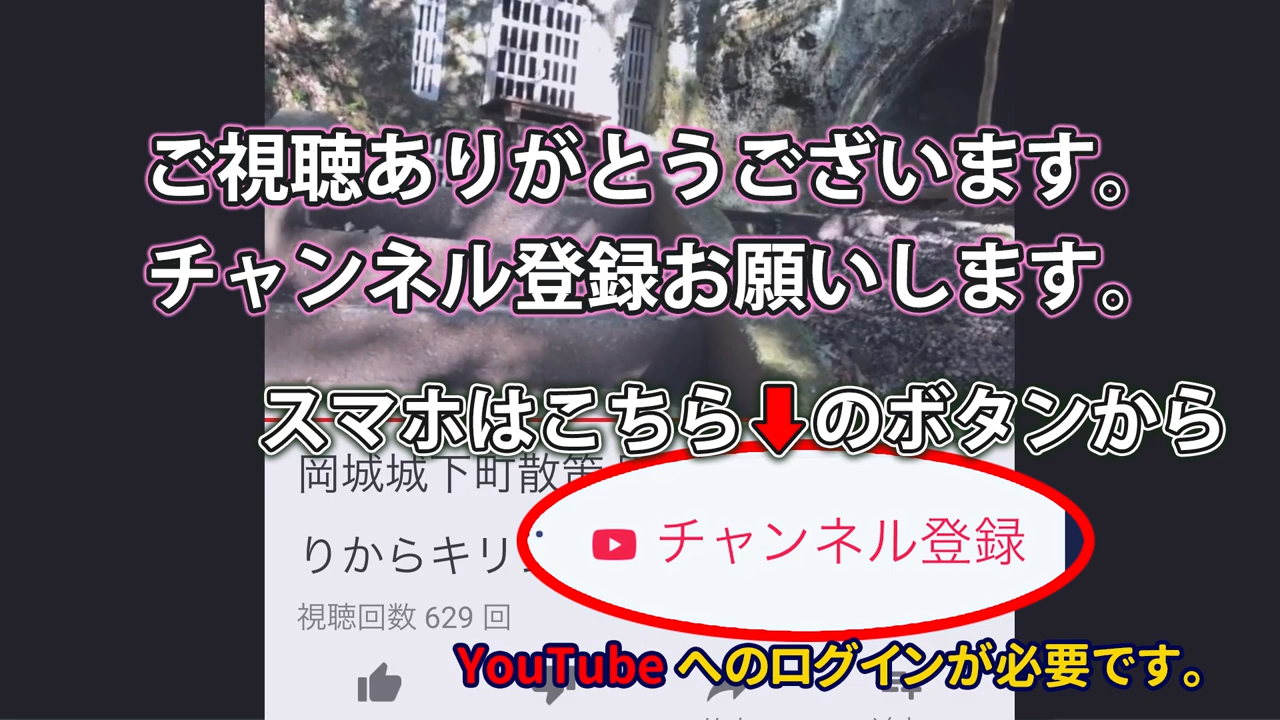 ご視聴ありがとうございます。
チャンネル登録お願いします。
スマホはこちら⬇のボタンから
岡城城下町散策
チャンネル登録
りからキリ
視聴回数 629 回
YouTube へのログインが必要です。